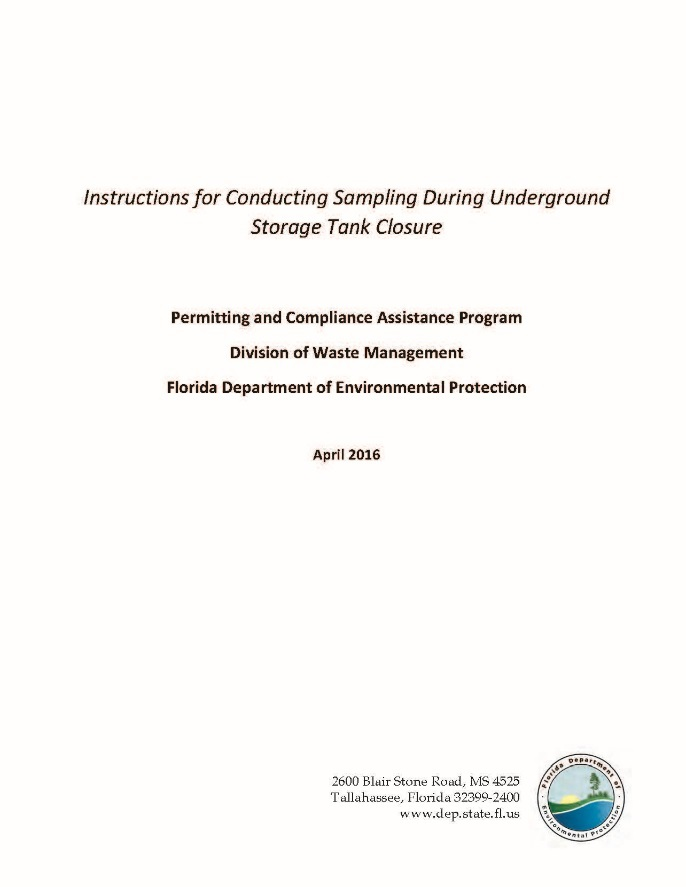 Instructions for Conducting Sampling During Underground
Storage Tank Closure
Permitting and Compliance Assistance Program
Division of Waste Management
Florida Department of Environmental Protection
April 2016
2600 Blair Stone Road, MS 4525
Tallahassee, Florida 32399-2400
www.dep.state.fl.us
Florida Department of
Environmental Protection